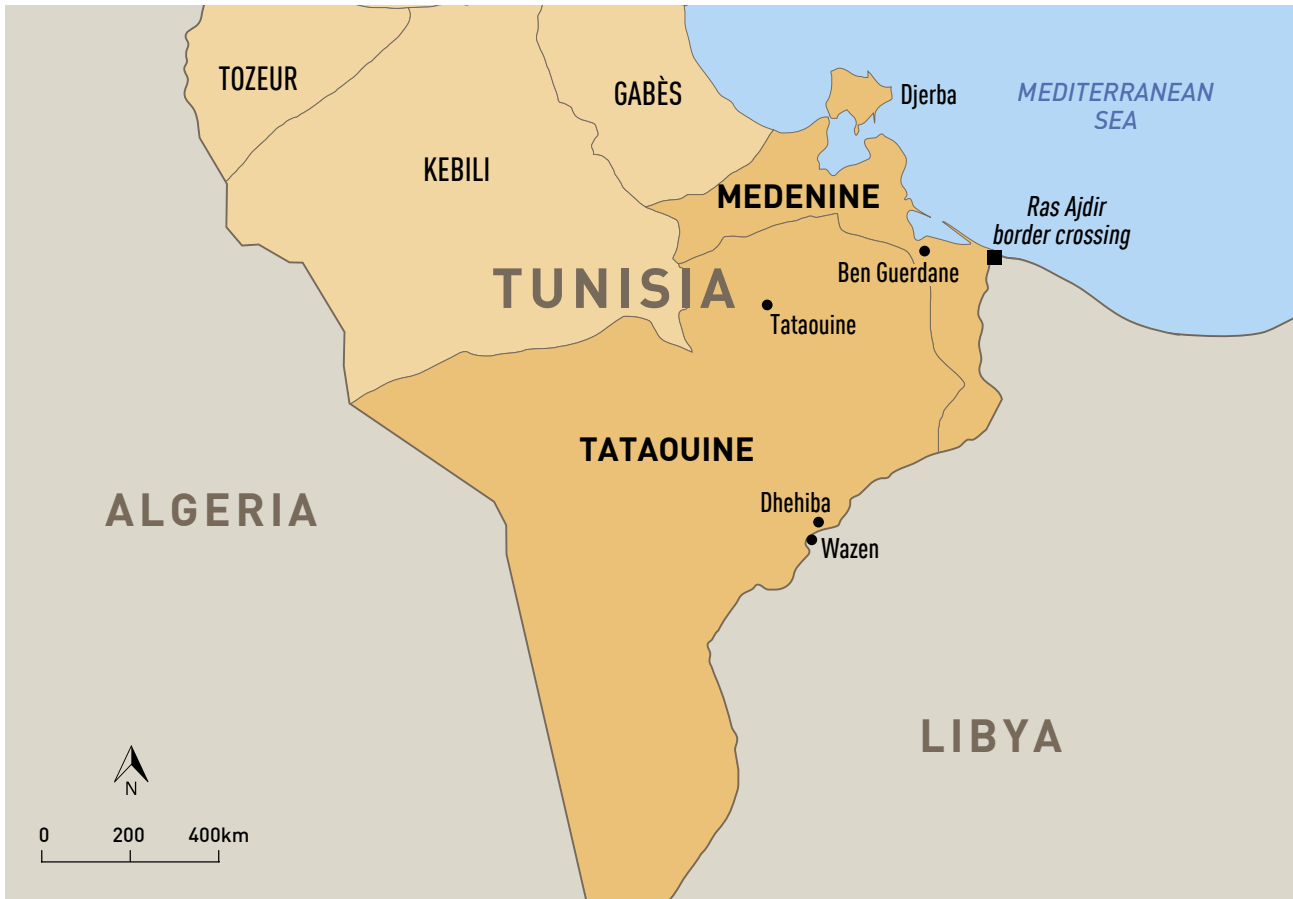 TOZEUR
GABÈS
Djerba
MEDITERRANEAN
SEA
KEBILI
MEDENINE
Ras Ajdir
border crossing
Ben Guerdane
TUNISIA
Tataouine
TATAOUINE
ALGERIA
Dhehiba
Wazen
LIBYA
N
0 200 400km